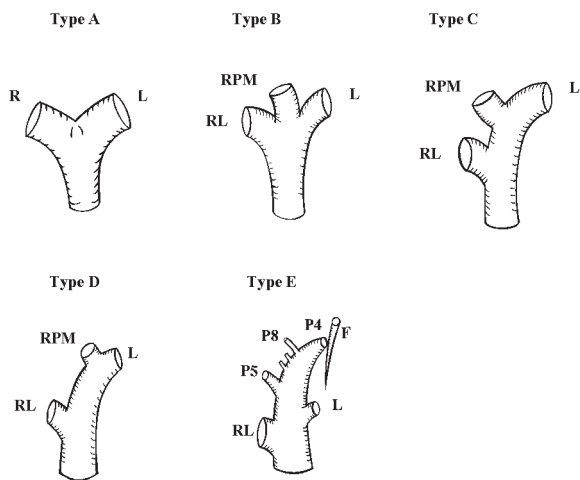 Type A
Type B
Type C
R
L
RPM
RL
L
RPM
RL
L
Type D
Type E
RPM
L
RL
P8
P4
F
P5
L
RL